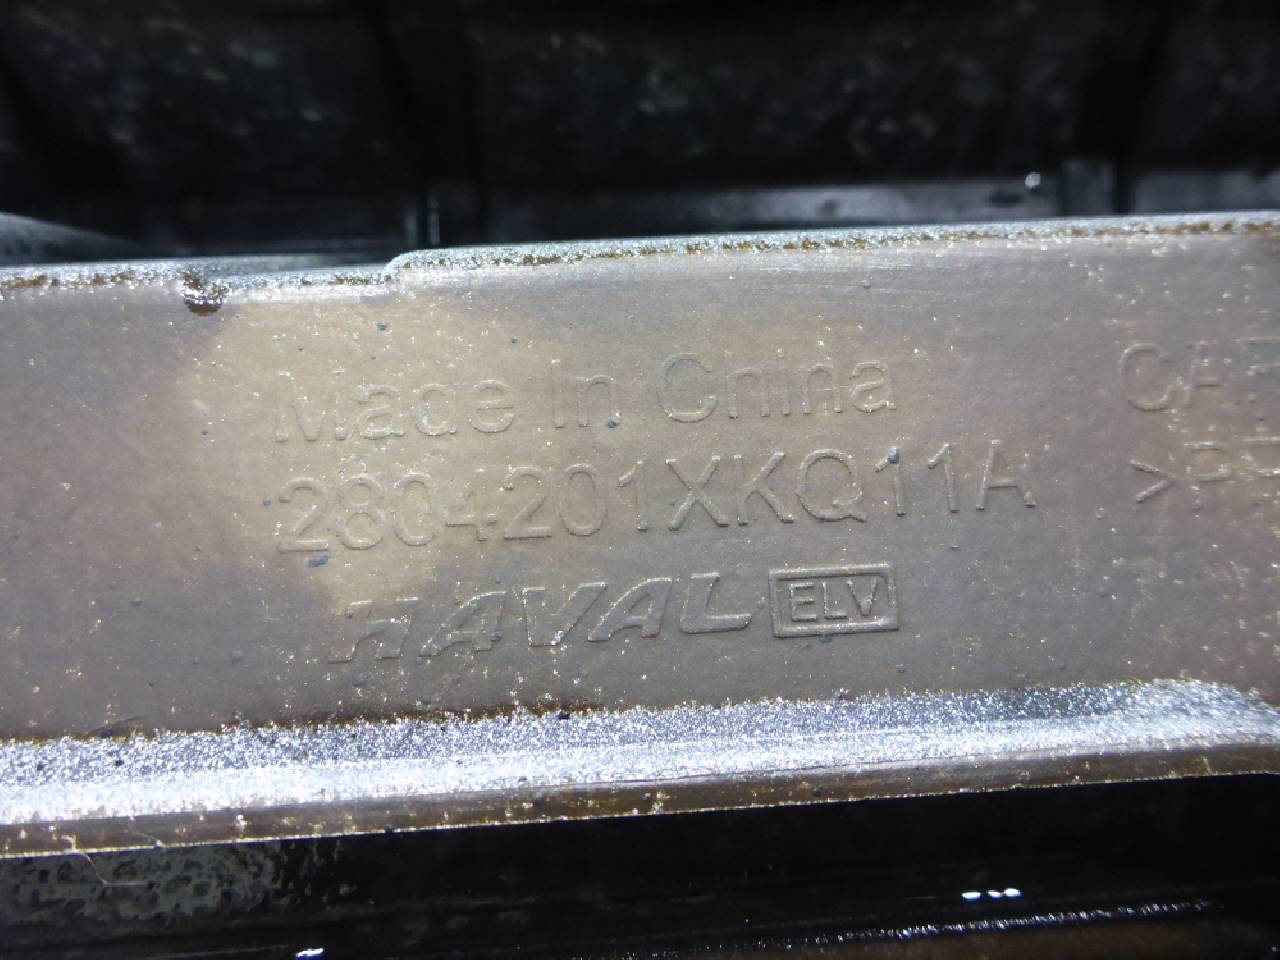 Made In China
2804201XKQ11A
HAVAL ELV